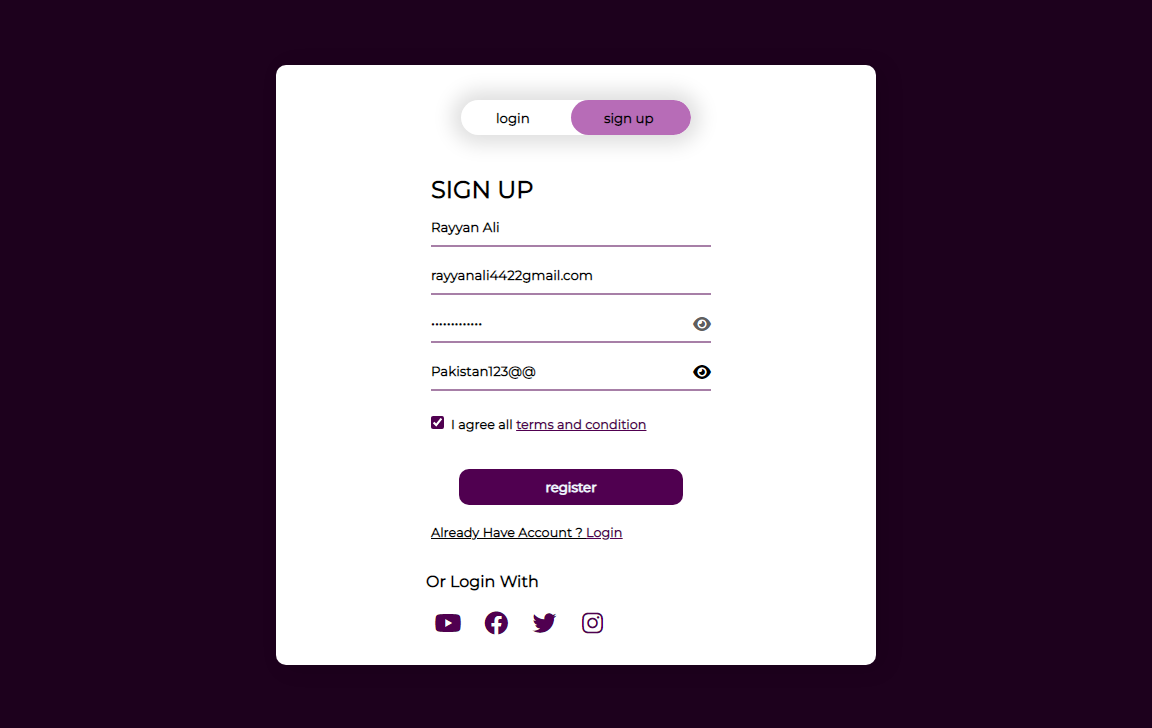 login
sign up
SIGN UP
Rayyan Ali
rayyanali4422gmail.com
•••••••••••••
Pakistan123@@
I agree all terms and condition
register
Already Have Account ? Login
Or Login With